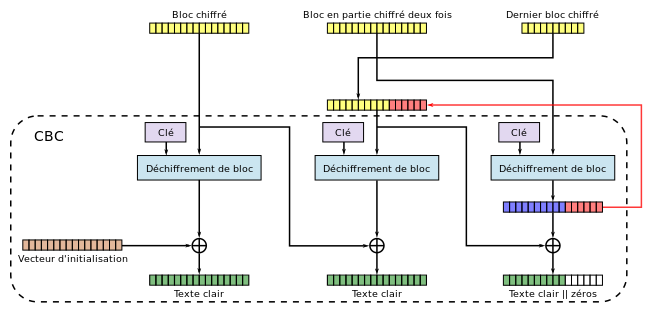 Bloc chiffré
Bloc en partie chiffré deux fois
Dernier bloc chiffré
CBC
Clé
Clé
Clé
Déchiffrement de bloc
Déchiffrement de bloc
Déchiffrement de bloc
Vecteur d'initialisation
Texte clair
Texte clair
Texte clair || zéros